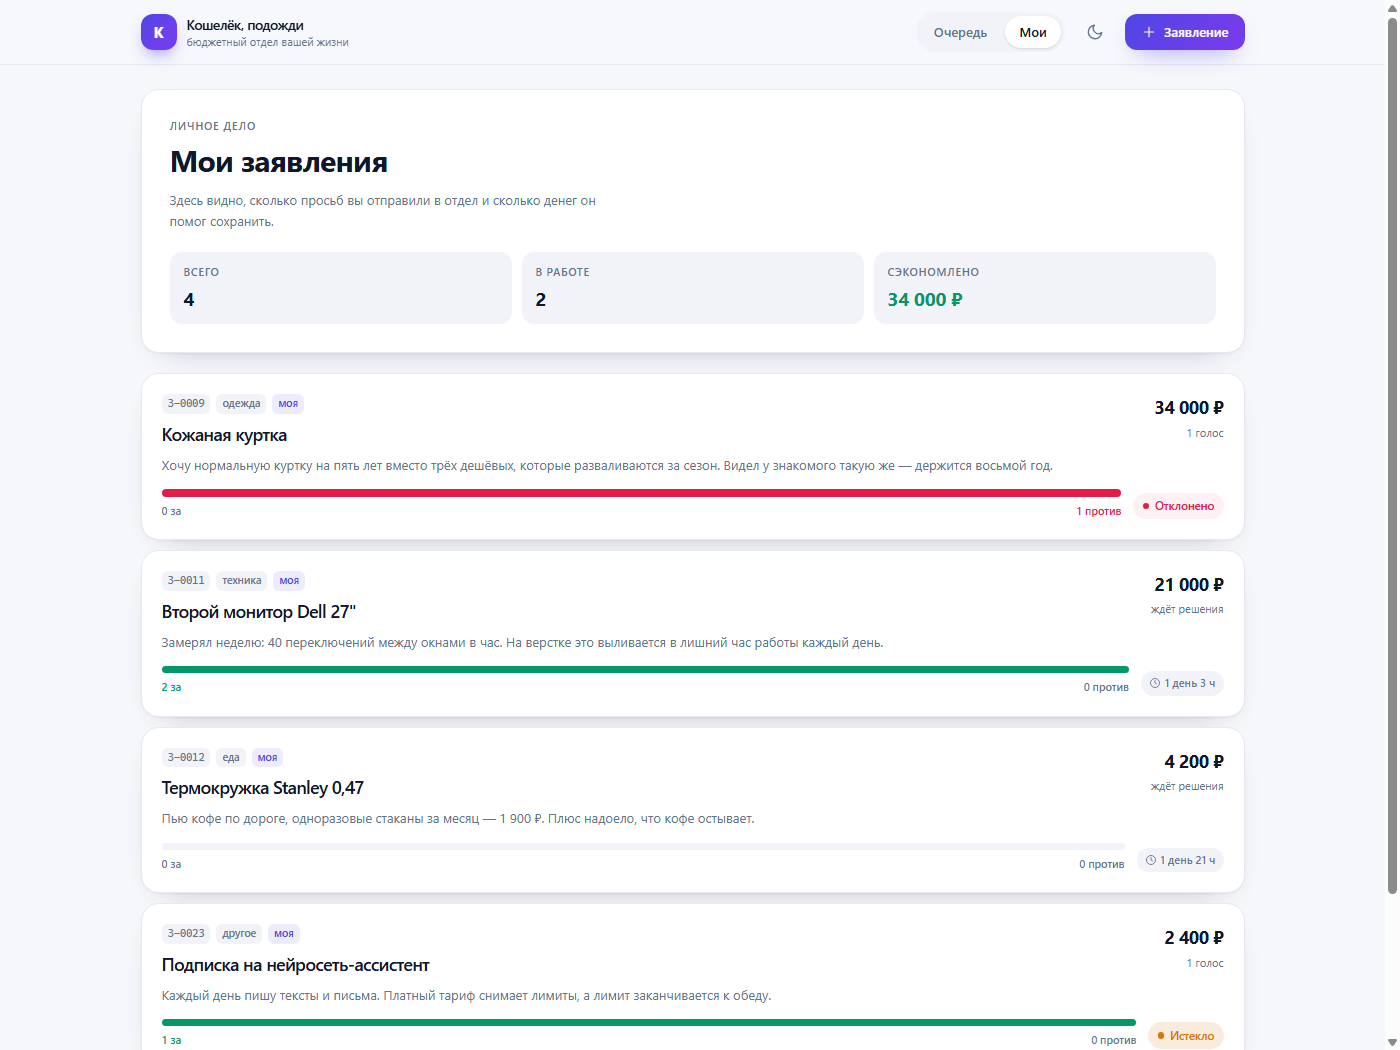 К
Кошелёк, подожди
бюджетный отдел вашей жизни
Очередь
Мои
Заявление
ЛИЧНОЕ ДЕЛО
Мои заявления
Здесь видно, сколько просьб вы отправили в отдел и сколько денег он
помог сохранить.
ВСЕГО
4
В РАБОТЕ
2
СЭКОНОМЛЕНО
34 000 ₽
З-0009
одежда
моя
34 000 ₽
Кожаная куртка
1 голос
Хочу нормальную куртку на пять лет вместо трёх дешёвых, которые разваливаются за сезон. Видел у знакомого такую же — держится восьмой год.
0 за
1 против
Отклонено
З-0011
техника
моя
21 000 ₽
Второй монитор Dell 27"
ждёт решения
Замерял неделю: 40 переключений между окнами в час. На верстке это выливается в лишний час работы каждый день.
2 за
0 против
1 день 3 ч
З-0012
еда
моя
4 200 ₽
Термокружка Stanley 0,47
ждёт решения
Пью кофе по дороге, одноразовые стаканы за месяц — 1 900 ₽. Плюс надоело, что кофе остывает.
0 за
0 против
1 день 21 ч
З-0023
другое
моя
2 400 ₽
Подписка на нейросеть-ассистент
1 голос
Каждый день пишу тексты и письма. Платный тариф снимает лимиты, а лимит заканчивается к обеду.
1 за
0 против
Истекло